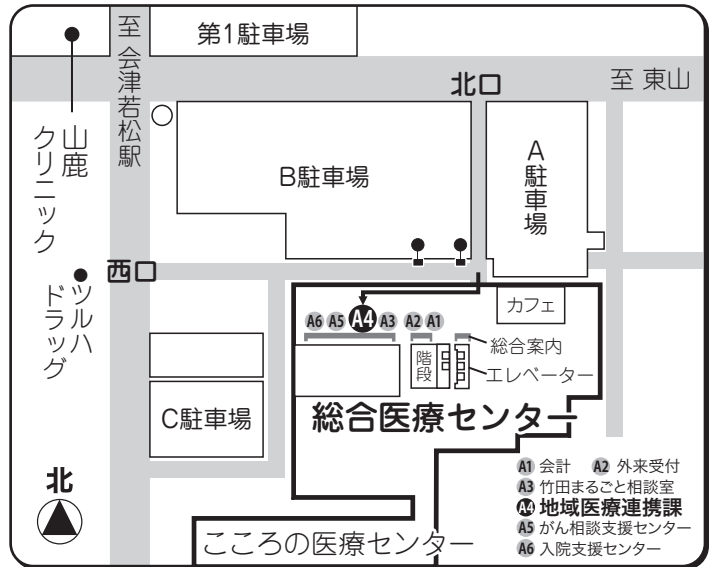 第1駐車場
至 会津若松駅
北口
至 東山
山鹿
クリニック
B駐車場
A駐車場
西口
ツルハ
ドラッグ
カフェ
A6 A5 A4 A3 A2 A1
総合案内
階段
エレベーター
C駐車場
総合医療センター
A1 会計 A2 外来受付
A3 竹田まるごと相談室
A4 地域医療連携課
A5 がん相談支援センター
A6 入院支援センター
北
こころの医療センター